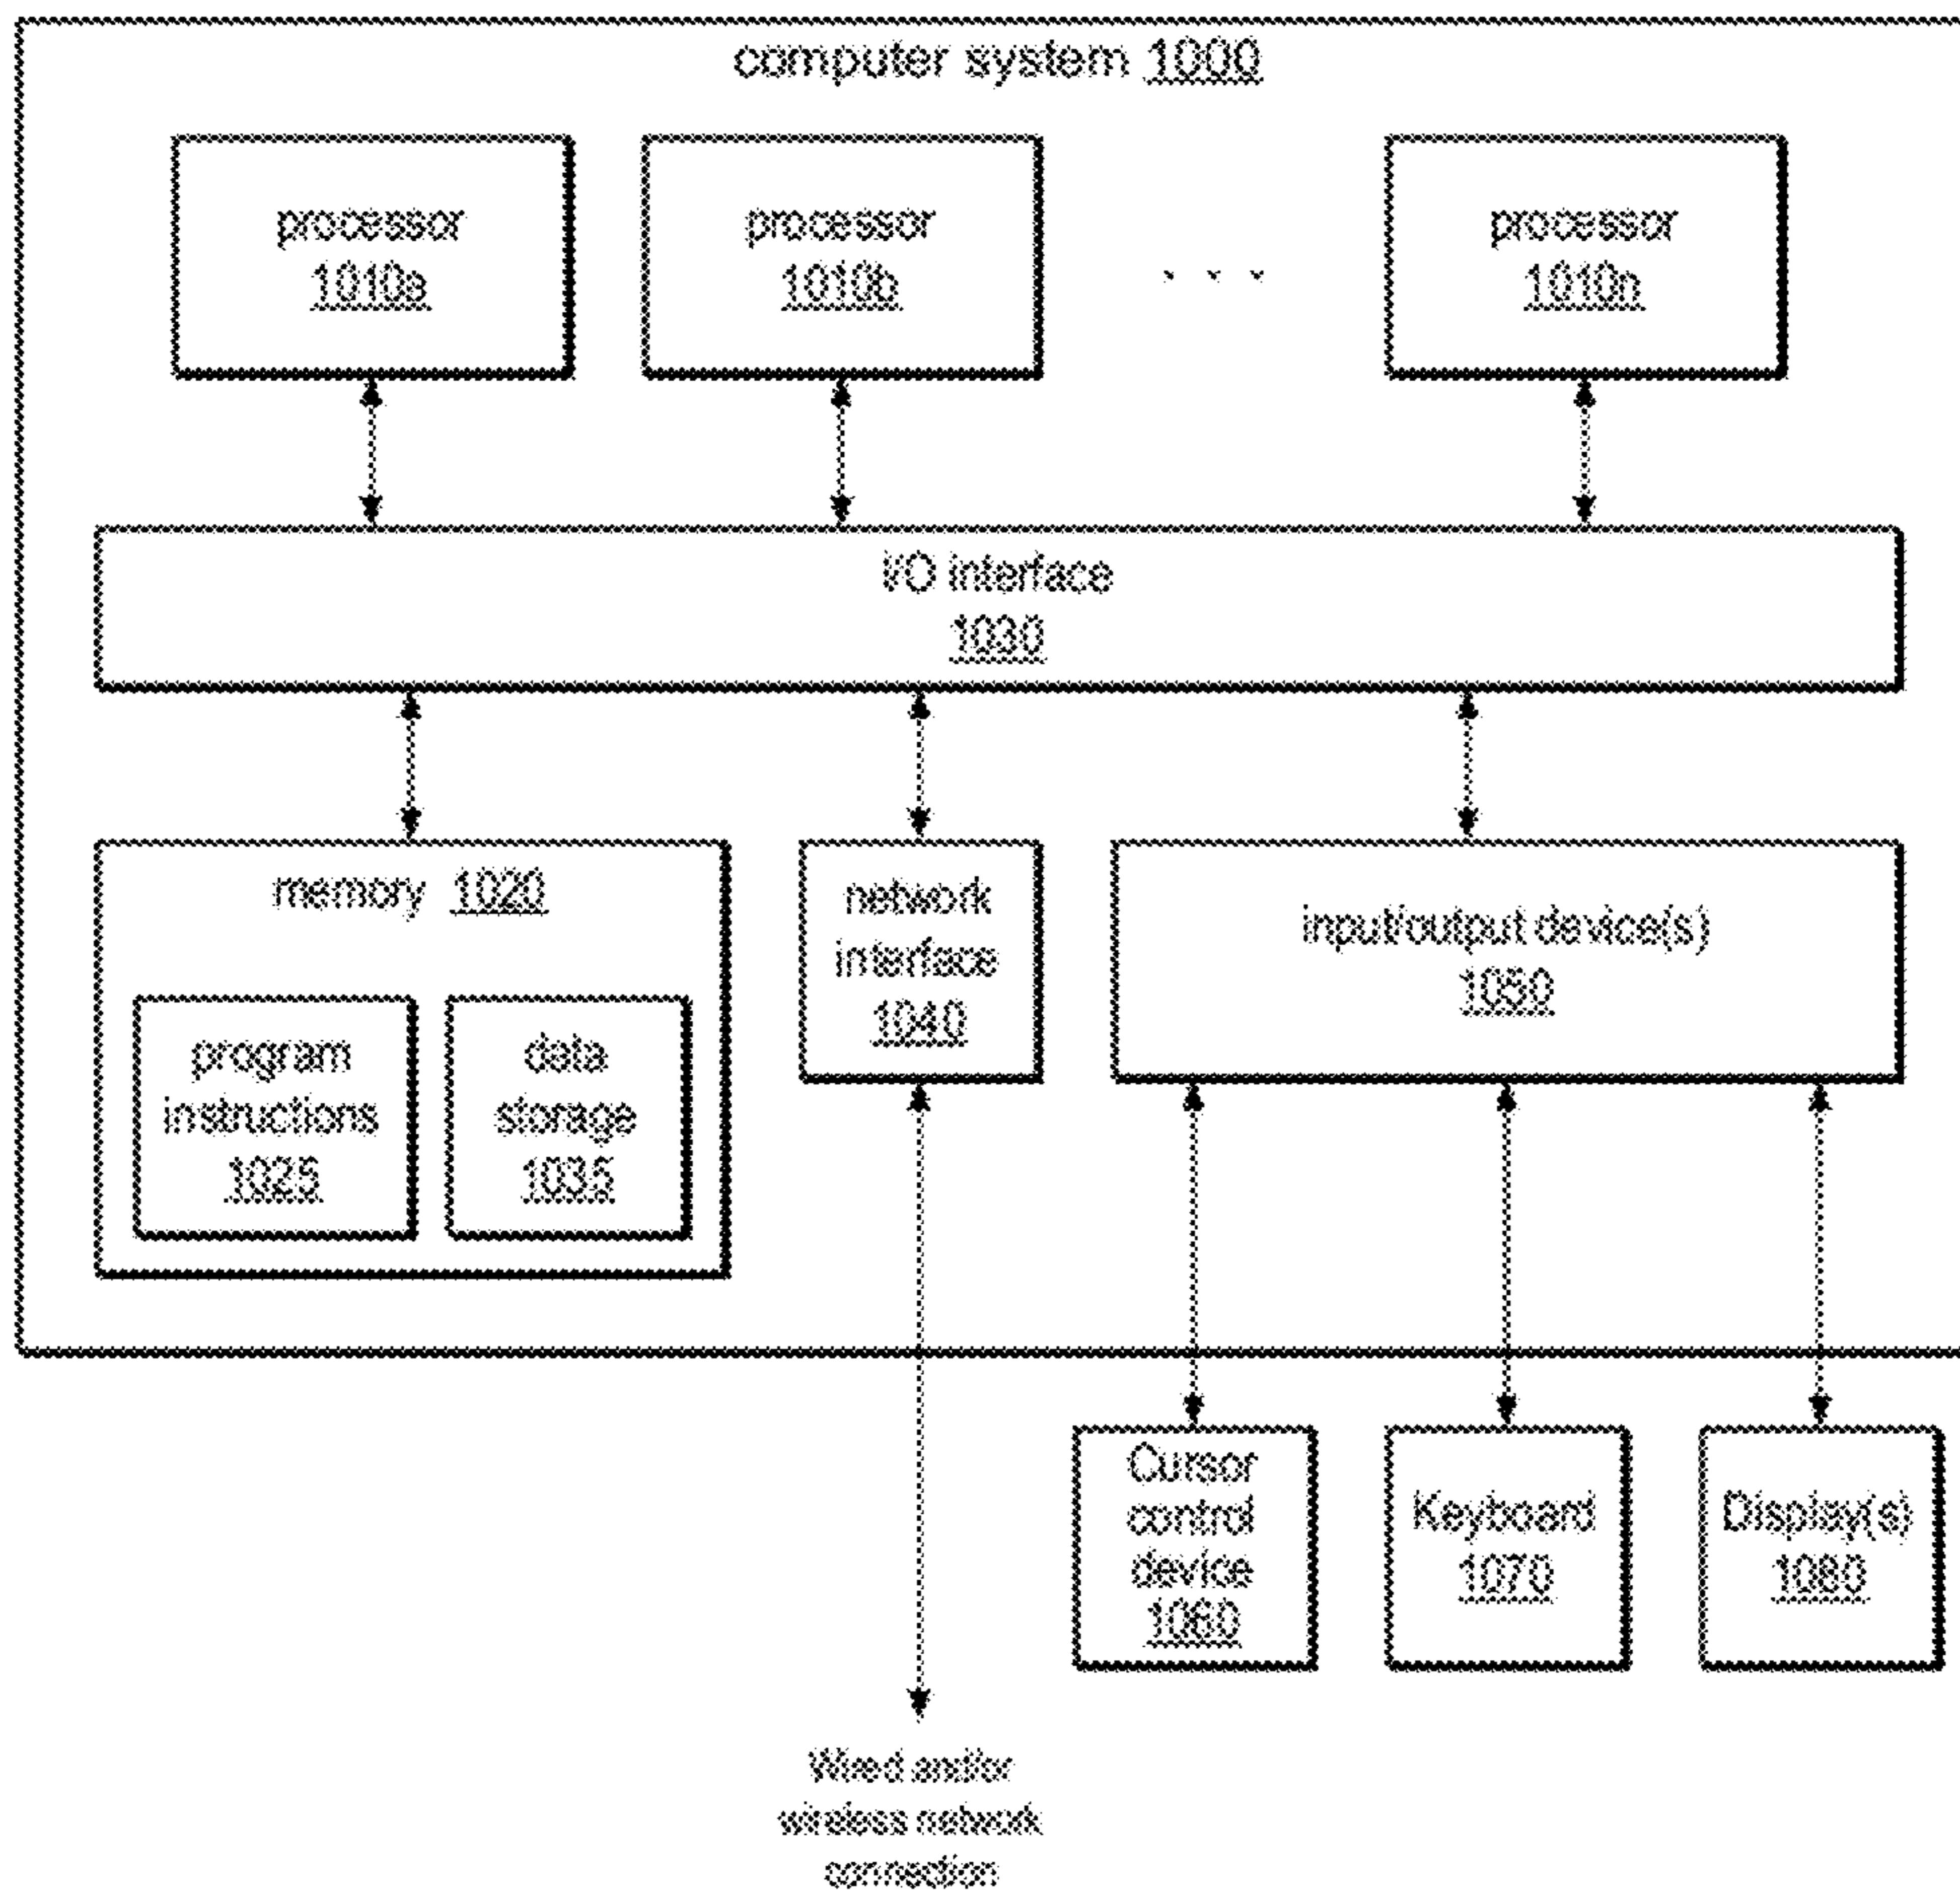 computer system 1000
processor
1010a
processor
1010b
. . .
processor
1010n
I/O interface
1030
memory 1020
program
instructions
1025
data
storage
1035
network
interface
1040
input/output device(s)
1050
Cursor
control
device
1060
Keyboard
1070
Display(s)
1080
Wired and/or
wireless network
connection